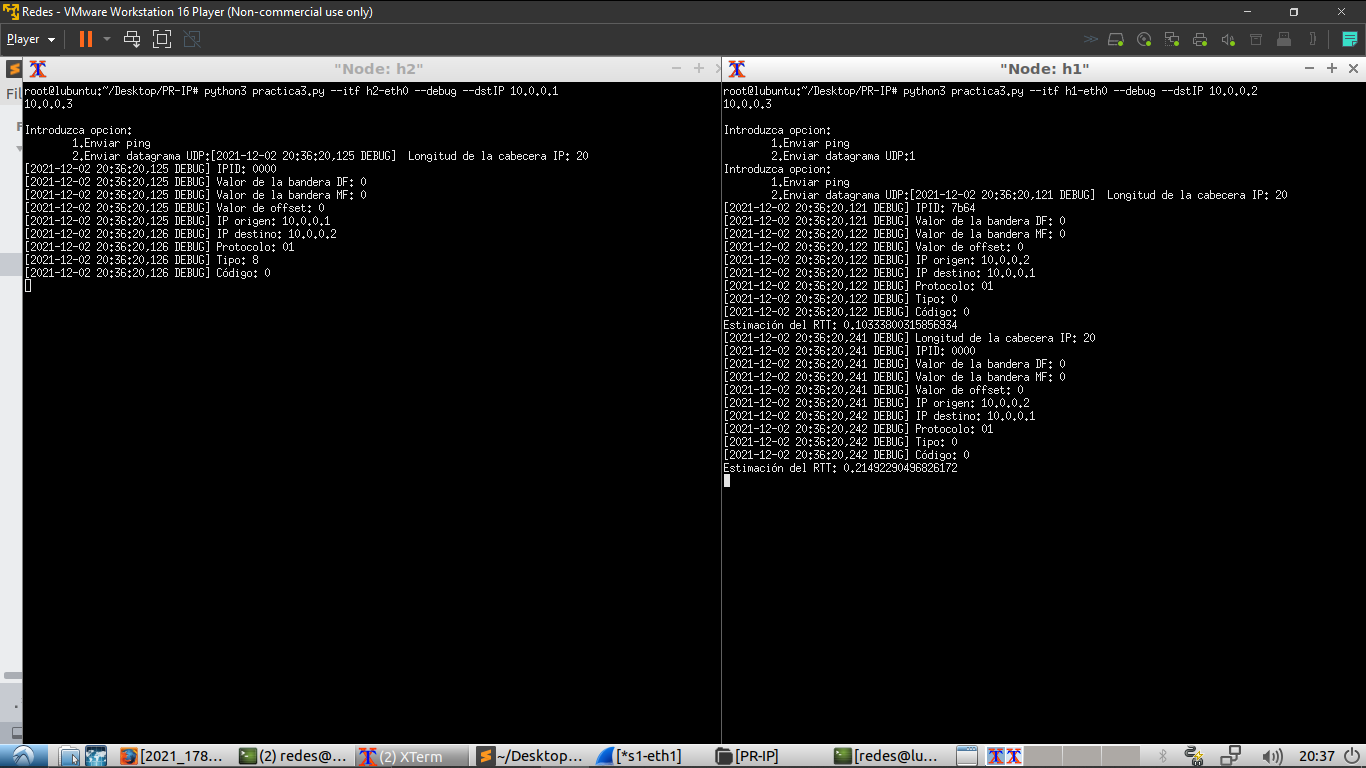 Redes - VMware Workstation 16 Player (Non-commercial use only)
Player
Fil
"Node: h2"
root@lubuntu:~/Desktop/PR-IP# python3 practica3.py --itf h2-eth0 --debug --dstIP 10.0.0.1
10.0.0.3
Introduzca opcion:
1.Enviar ping
2.Enviar datagrama UDP:[2021-12-02 20:36:20,125 DEBUG] Longitud de la cabecera IP: 20
[2021-12-02 20:36:20,125 DEBUG] IPID: 0000
[2021-12-02 20:36:20,125 DEBUG] Valor de la bandera DF: 0
[2021-12-02 20:36:20,125 DEBUG] Valor de la bandera MF: 0
[2021-12-02 20:36:20,125 DEBUG] Valor de offset: 0
[2021-12-02 20:36:20,125 DEBUG] IP origen: 10.0.0.1
[2021-12-02 20:36:20,126 DEBUG] IP destino: 10.0.0.2
[2021-12-02 20:36:20,126 DEBUG] Protocolo: 01
[2021-12-02 20:36:20,126 DEBUG] Tipo: 8
[2021-12-02 20:36:20,126 DEBUG] Código: 0
"Node: h1"
root@lubuntu:~/Desktop/PR-IP# python3 practica3.py --itf h1-eth0 --debug --dstIP 10.0.0.2
10.0.0.3
Introduzca opcion:
1.Enviar ping
2.Enviar datagrama UDP:1
Introduzca opcion:
1.Enviar ping
2.Enviar datagrama UDP:[2021-12-02 20:36:20,121 DEBUG] Longitud de la cabecera IP: 20
[2021-12-02 20:36:20,121 DEBUG] IPID: 7b64
[2021-12-02 20:36:20,121 DEBUG] Valor de la bandera DF: 0
[2021-12-02 20:36:20,122 DEBUG] Valor de la bandera MF: 0
[2021-12-02 20:36:20,122 DEBUG] Valor de offset: 0
[2021-12-02 20:36:20,122 DEBUG] IP origen: 10.0.0.2
[2021-12-02 20:36:20,122 DEBUG] IP destino: 10.0.0.1
[2021-12-02 20:36:20,122 DEBUG] Protocolo: 01
[2021-12-02 20:36:20,122 DEBUG] Tipo: 0
[2021-12-02 20:36:20,122 DEBUG] Código: 0
Estimación del RTT: 0.10333800315856934
[2021-12-02 20:36:20,241 DEBUG] Longitud de la cabecera IP: 20
[2021-12-02 20:36:20,241 DEBUG] IPID: 0000
[2021-12-02 20:36:20,241 DEBUG] Valor de la bandera DF: 0
[2021-12-02 20:36:20,241 DEBUG] Valor de la bandera MF: 0
[2021-12-02 20:36:20,241 DEBUG] Valor de offset: 0
[2021-12-02 20:36:20,241 DEBUG] IP origen: 10.0.0.2
[2021-12-02 20:36:20,242 DEBUG] IP destino: 10.0.0.1
[2021-12-02 20:36:20,242 DEBUG] Protocolo: 01
[2021-12-02 20:36:20,242 DEBUG] Tipo: 0
[2021-12-02 20:36:20,242 DEBUG] Código: 0
Estimación del RTT: 0.21492290496826172
[2021_178... (2) redes@... (2) XTerm ~/Desktop... [*s1-eth1] [PR-IP] [redes@lu... 20:37